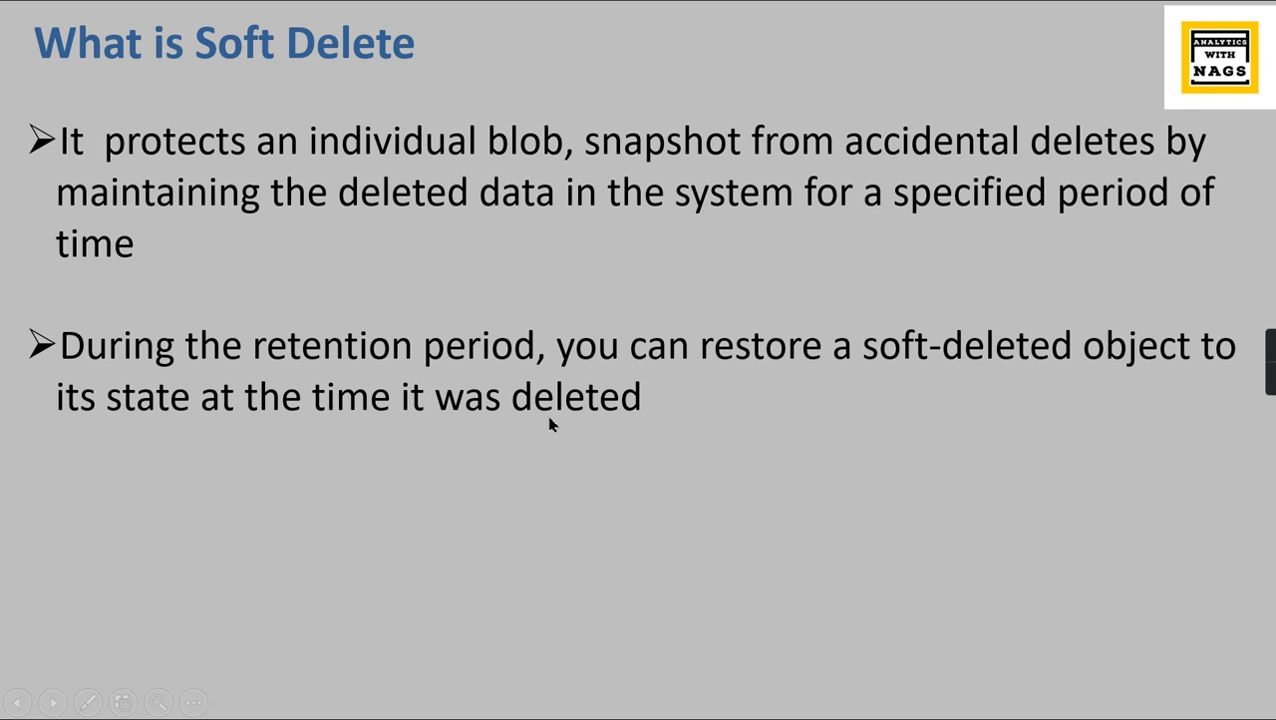 What is Soft Delete
ANALYTICS
WITH
NAGS
➢It  protects an individual blob, snapshot from accidental deletes by
maintaining the deleted data in the system for a specified period of
time
➢During the retention period, you can restore a soft-deleted object to
its state at the time it was deleted